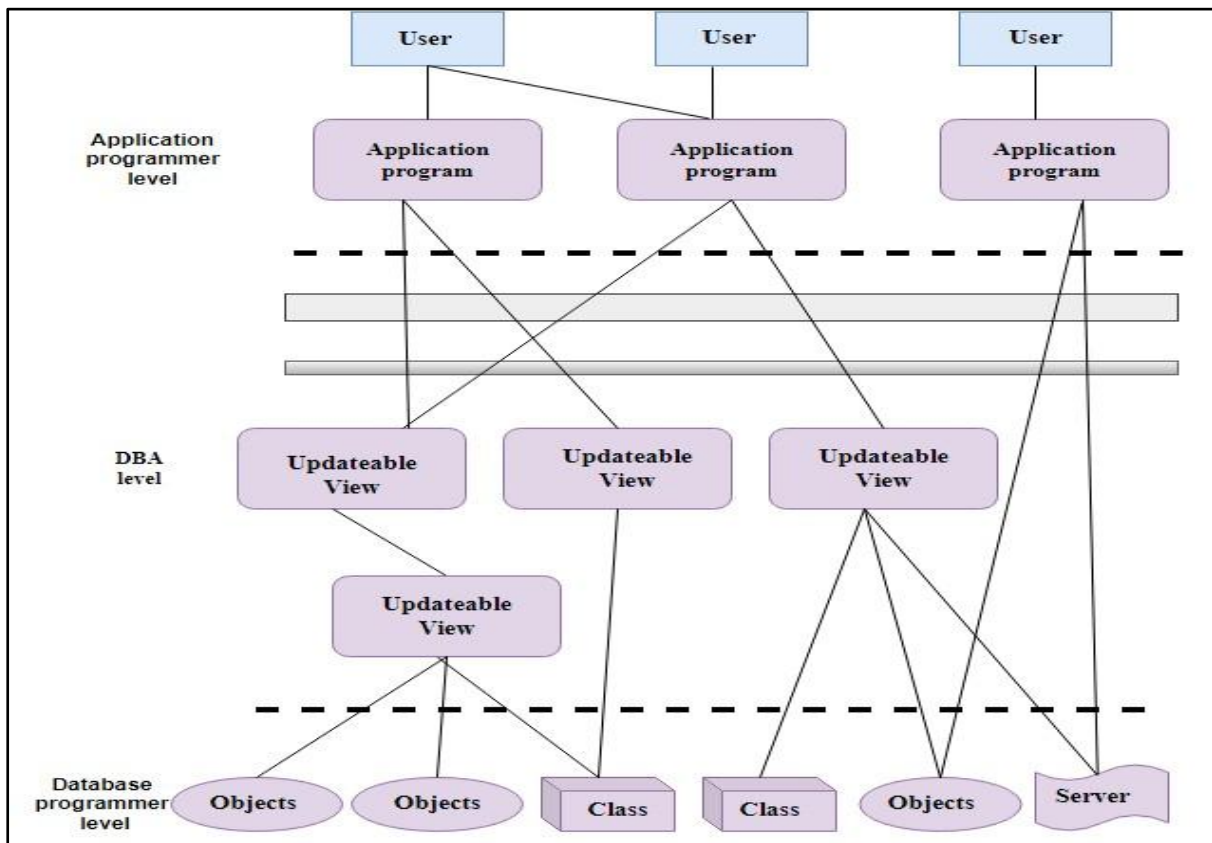 User
User
User
Application
programmer
level
Application
program
Application
program
Application
program
DBA
level
Updateable
View
Updateable
View
Updateable
View
Updateable
View
Database
programmer
level
Objects
Objects
Class
Class
Objects
Server